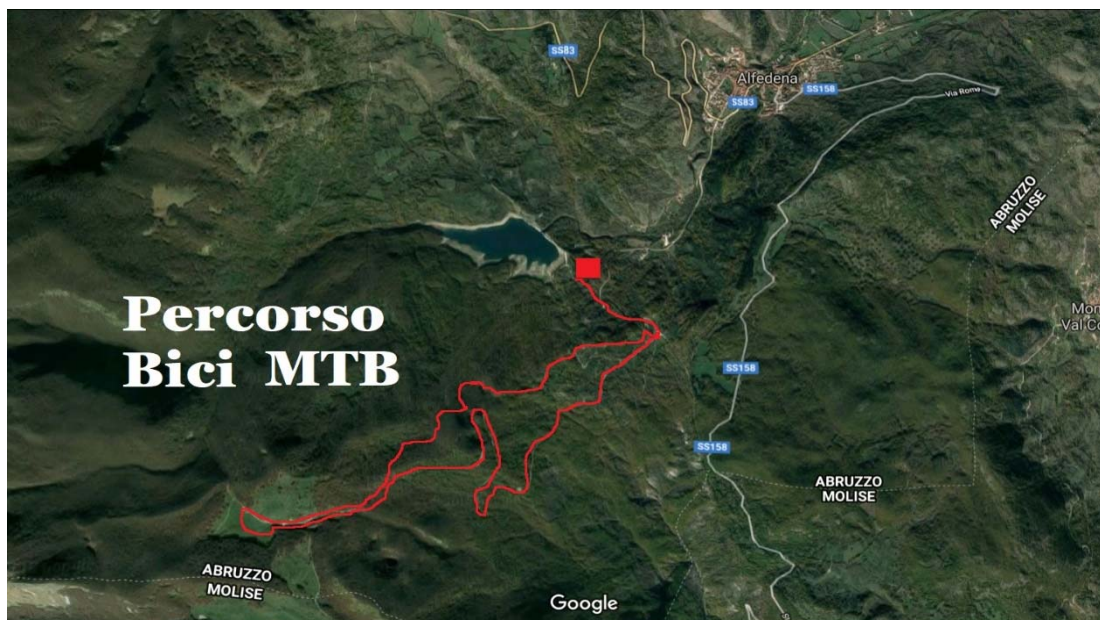 SS83
Alfedena
SS83
SS158
Via Roma
ABRUZZO
MOLISE
Percorso
Bici MTB
SS158
SS158
ABRUZZO
MOLISE
ABRUZZO
MOLISE
Google